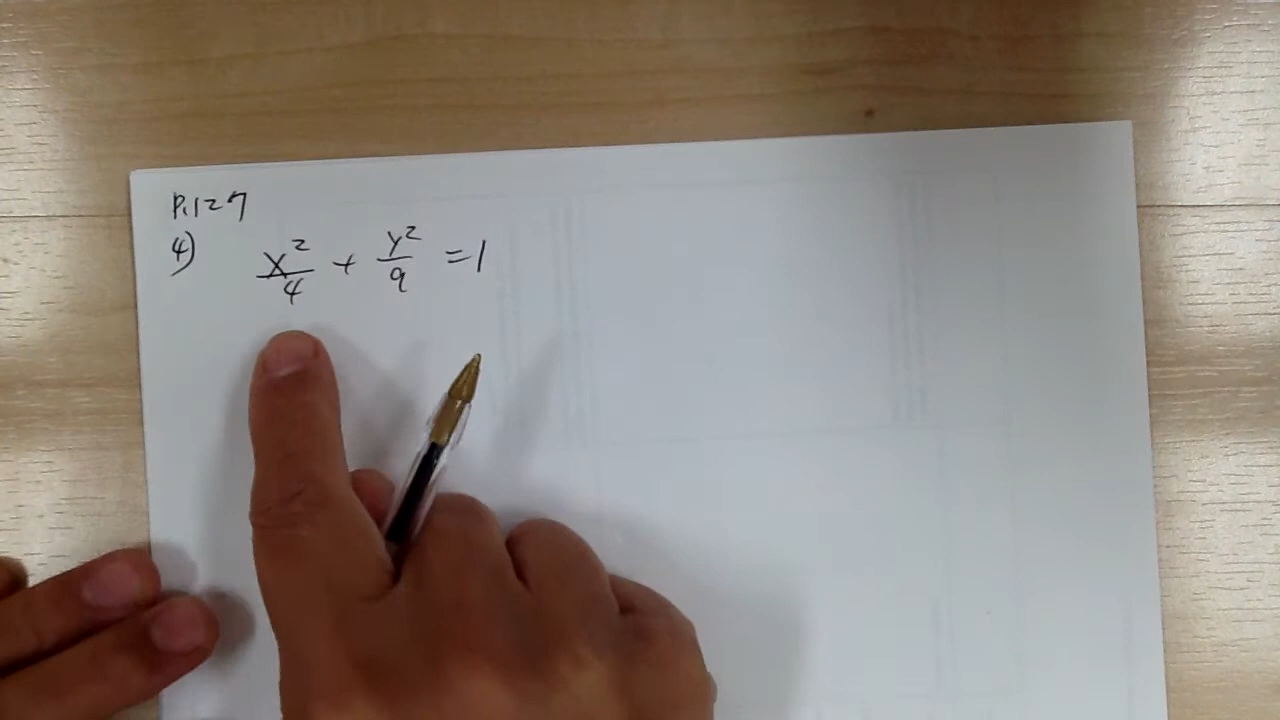 P.127
4) x²/4 + y²/9 = 1